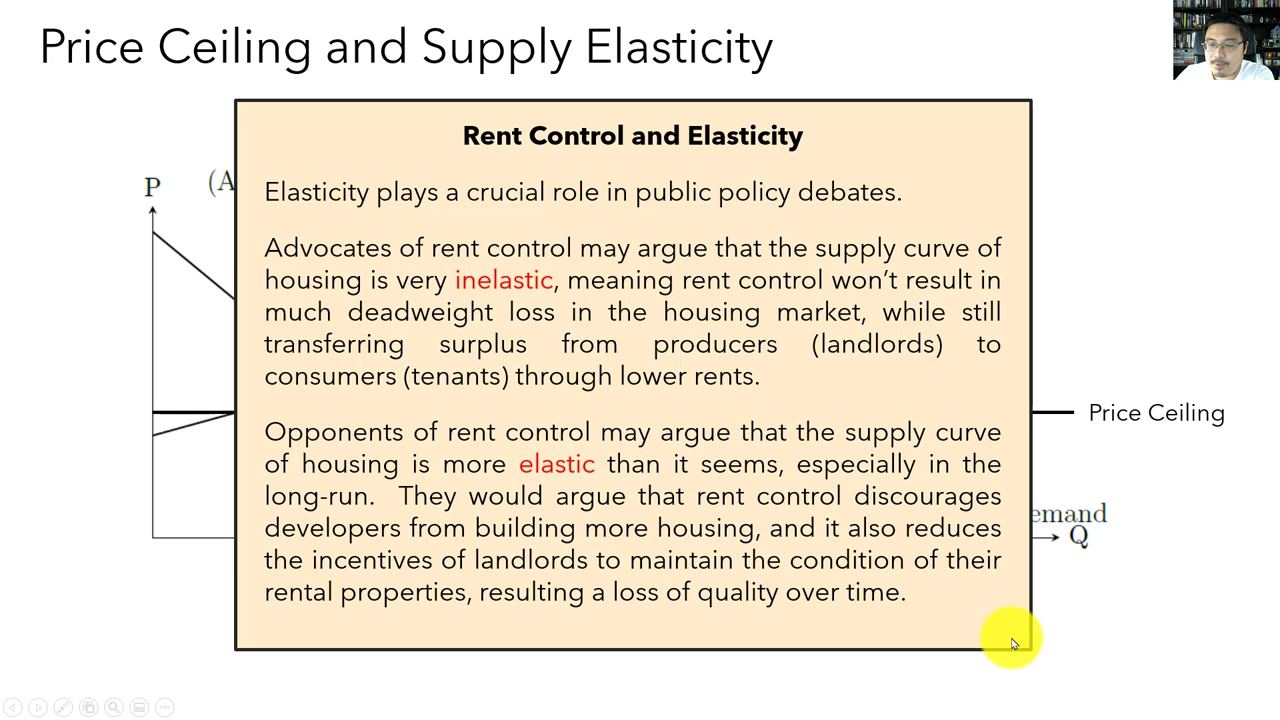 Price Ceiling and Supply Elasticity
Rent Control and Elasticity
Elasticity plays a crucial role in public policy debates.
Advocates of rent control may argue that the supply curve of
housing is very inelastic, meaning rent control won't result in
much deadweight loss in the housing market, while still
transferring surplus from producers (landlords) to
consumers (tenants) through lower rents.
Opponents of rent control may argue that the supply curve
of housing is more elastic than it seems, especially in the
long-run. They would argue that rent control discourages
developers from building more housing, and it also reduces
the incentives of landlords to maintain the condition of their
rental properties, resulting a loss of quality over time.
P
(A
Price Ceiling
emand
Q